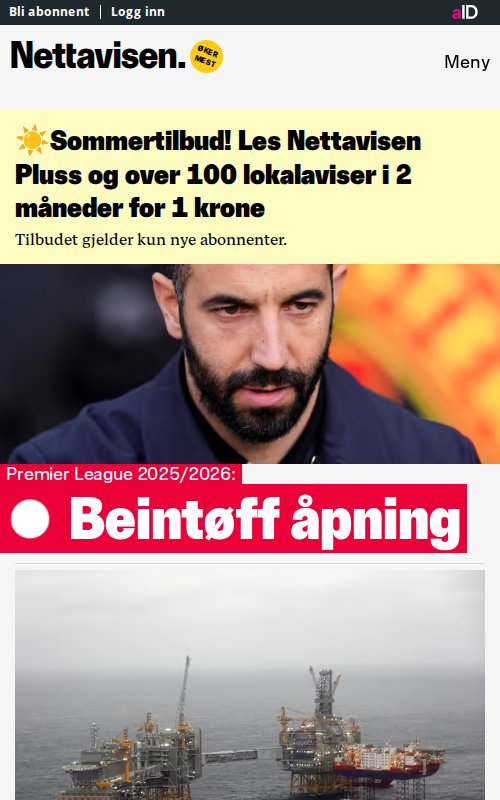 Bli abonnent | Logg inn
aID
Nettavisen.
ØKER
MEST
Meny
☀️Sommertilbud! Les Nettavisen
Pluss og over 100 lokalaviser i 2
måneder for 1 krone
Tilbudet gjelder kun nye abonnenter.
Premier League 2025/2026:
Beintøff åpning